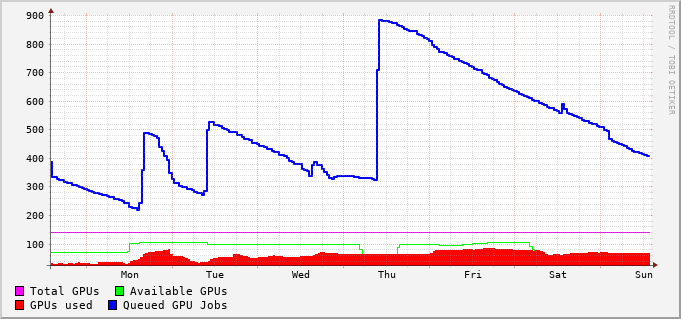 900
800
700
600
500
400
300
200
100
Mon Tue Wed Thu Fri Sat Sun
Total GPUs Available GPUs
GPUs used Queued GPU Jobs
RRDTOOL / TOBI OETIKER